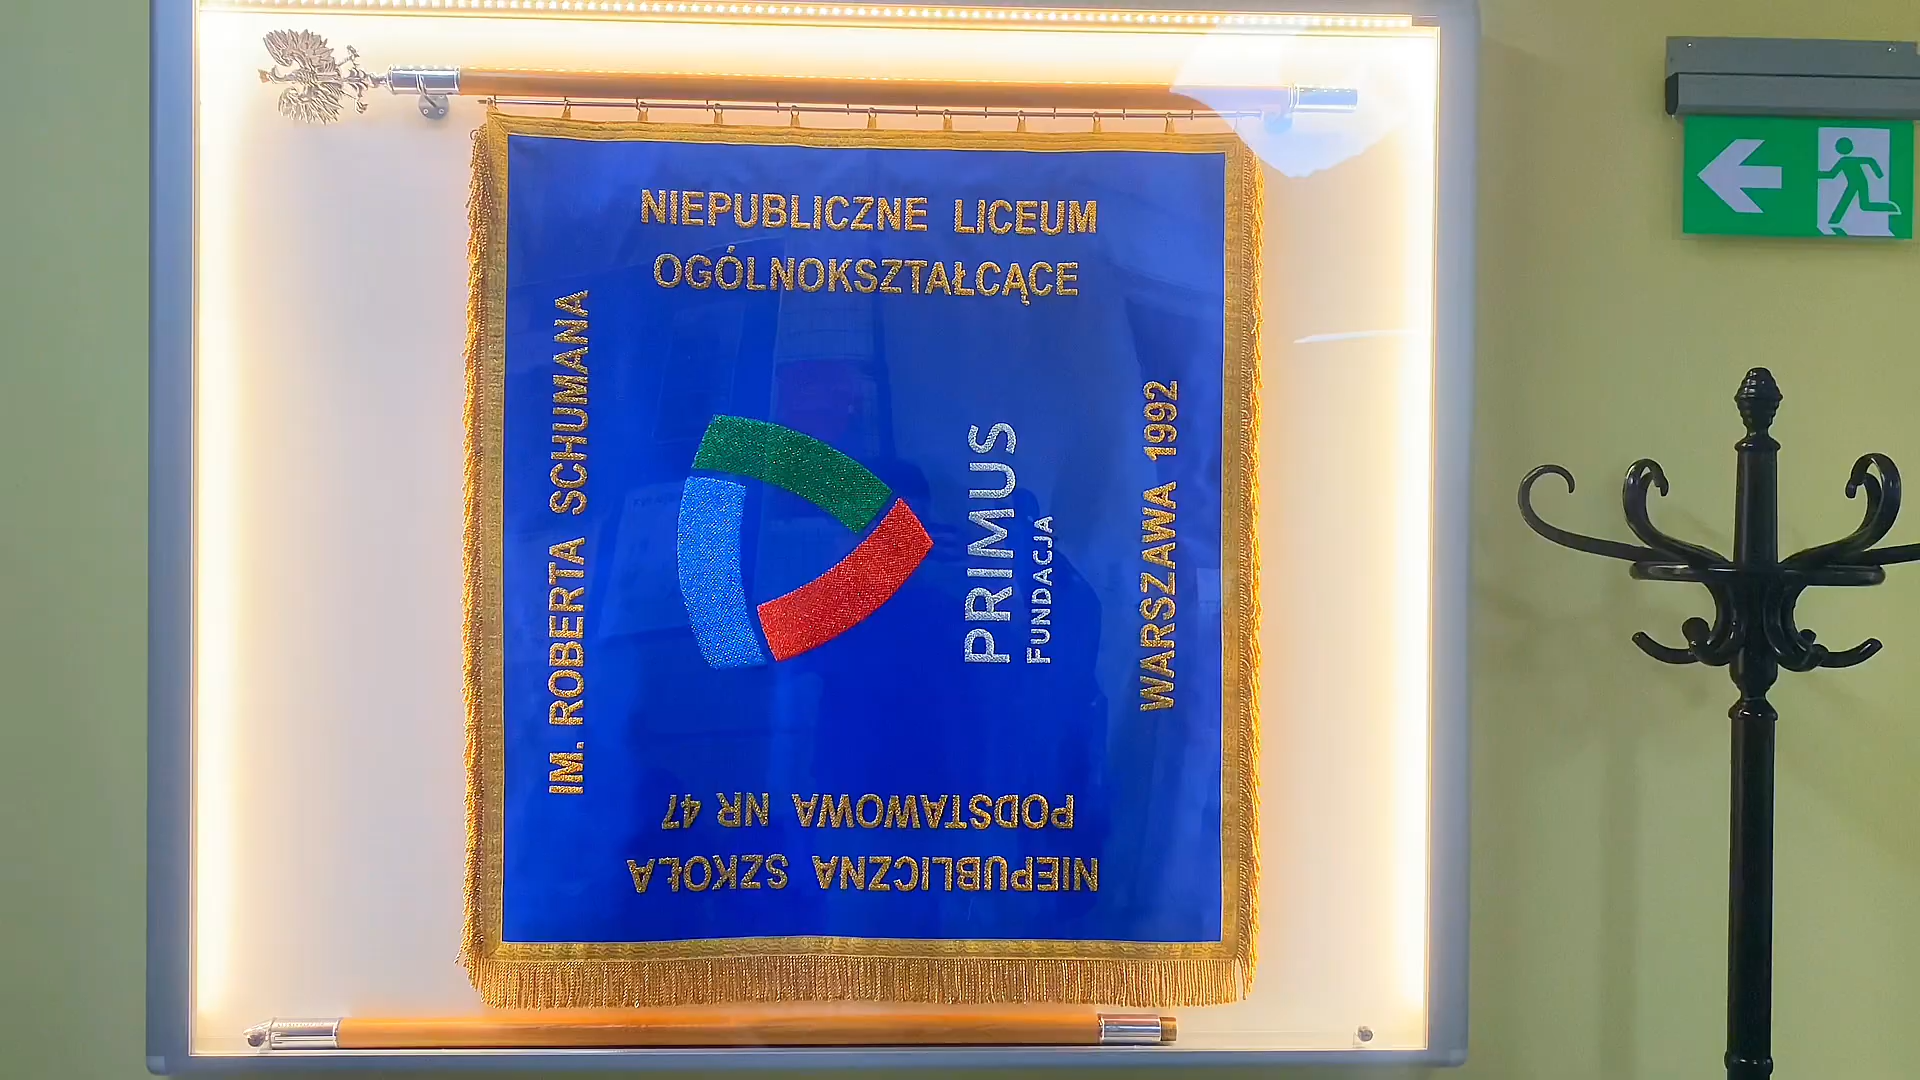 NIEPUBLICZNE LICEUM
OGÓLNOKSZTAŁCĄCE
IM. ROBERTA SCHUMANA
PRIMUS
FUNDACJA
WARSZAWA 1992
NIEPUBLICZNA SZKOŁA
PODSTAWOWA NR 47